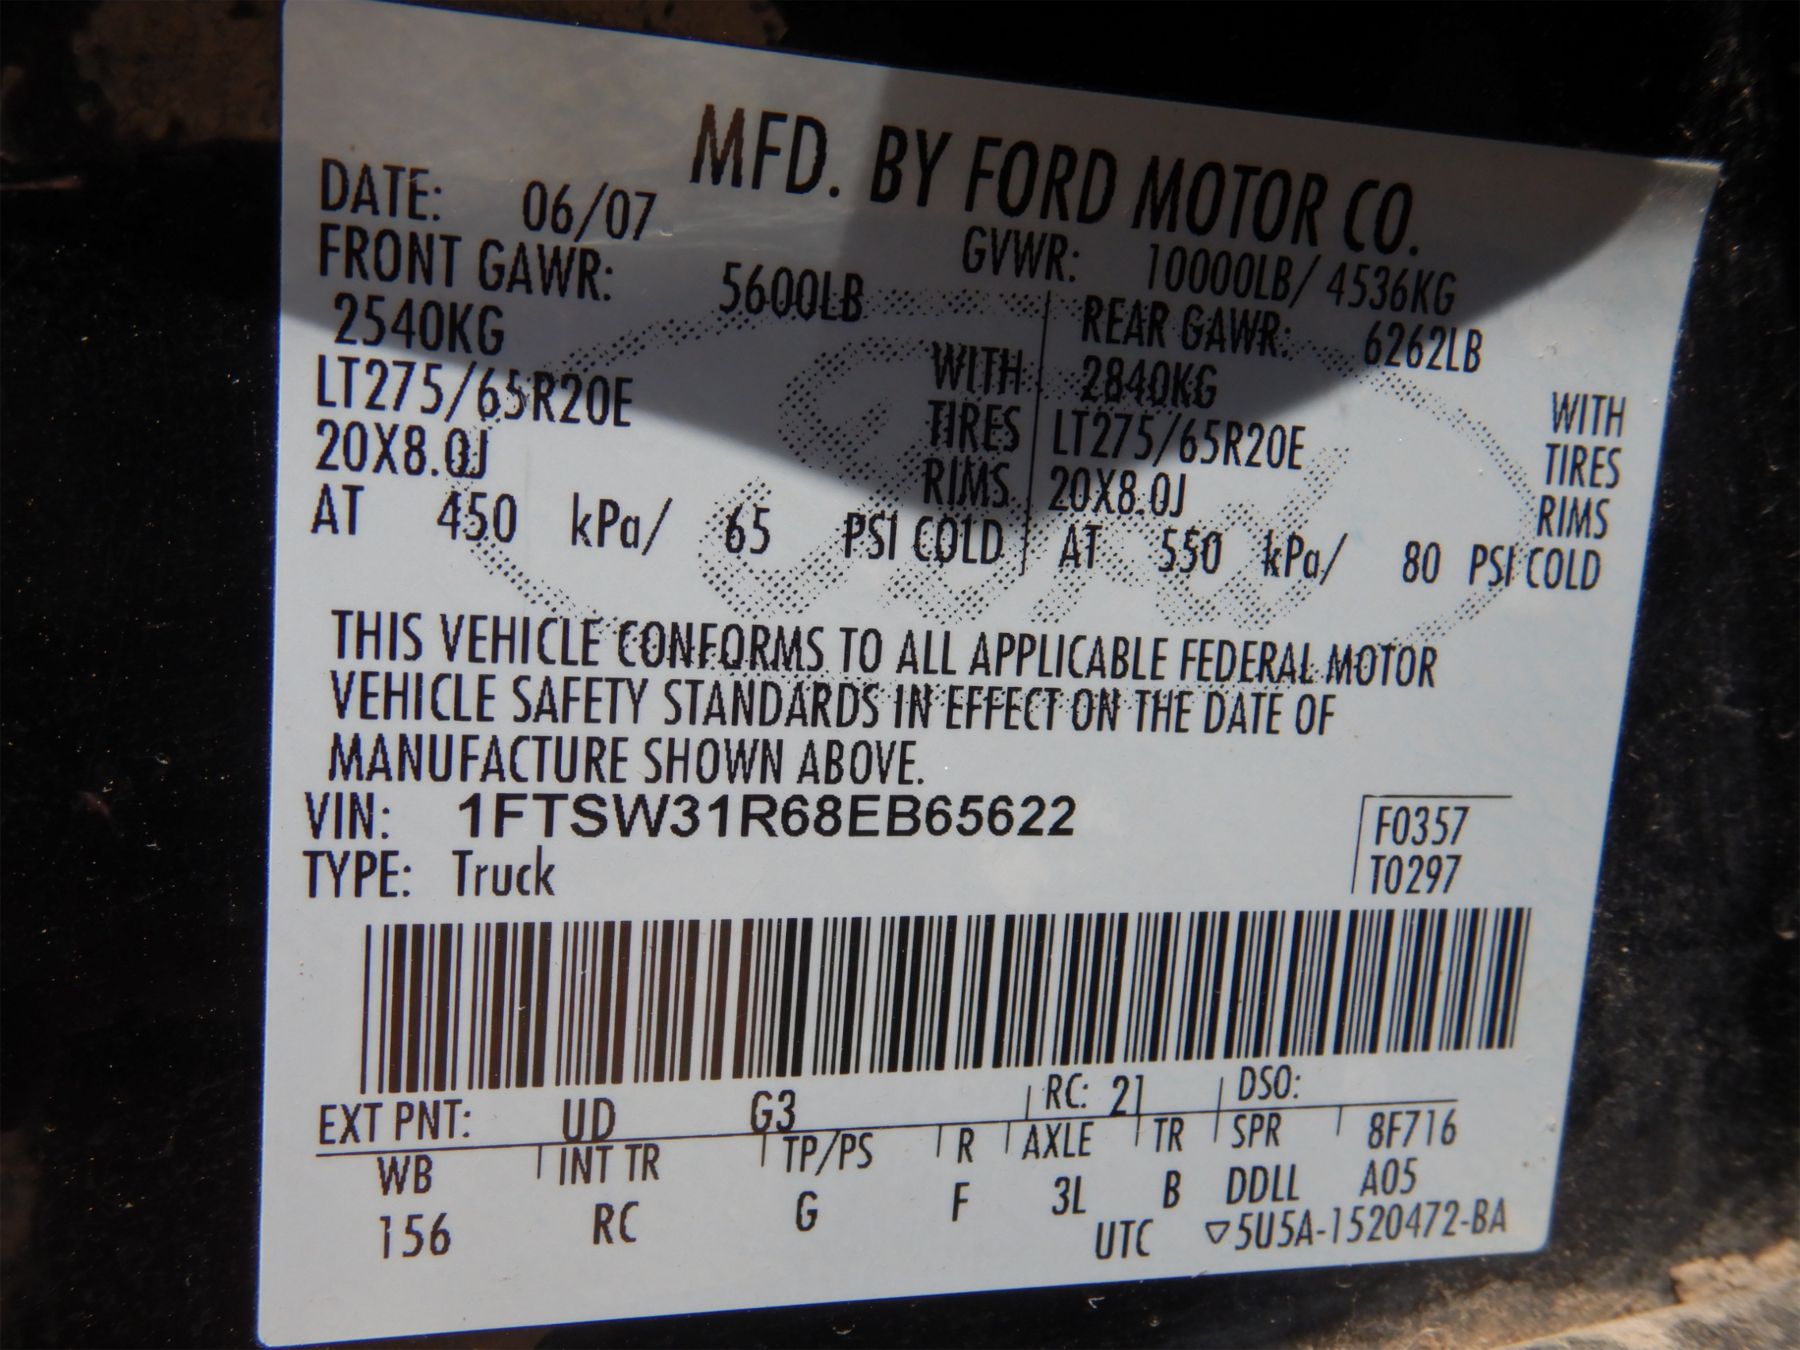 MFD. BY FORD MOTOR CO.
DATE: 06/07 GVWR: 10000LB/ 4536KG
FRONT GAWR: 5600LB REAR GAWR: 6262LB
2540KG WITH 2840KG WITH
LT275/65R20E TIRES LT275/65R20E TIRES
20X8.0J RIMS 20X8.0J RIMS
AT 450 kPa/ 65 PSI COLD AT 550 kPa/ 80 PSI COLD
THIS VEHICLE CONFORMS TO ALL APPLICABLE FEDERAL MOTOR
VEHICLE SAFETY STANDARDS IN EFFECT ON THE DATE OF
MANUFACTURE SHOWN ABOVE.
VIN: 1FTSW31R68EB65622 F0357
TYPE: Truck T0297
EXT PNT: UD G3 RC: 21 DSO:
WB INT TR TP/PS R AXLE TR SPR 8F716
156 RC G F 3L B DDLL A05
UTC ▽5U5A-1520472-BA